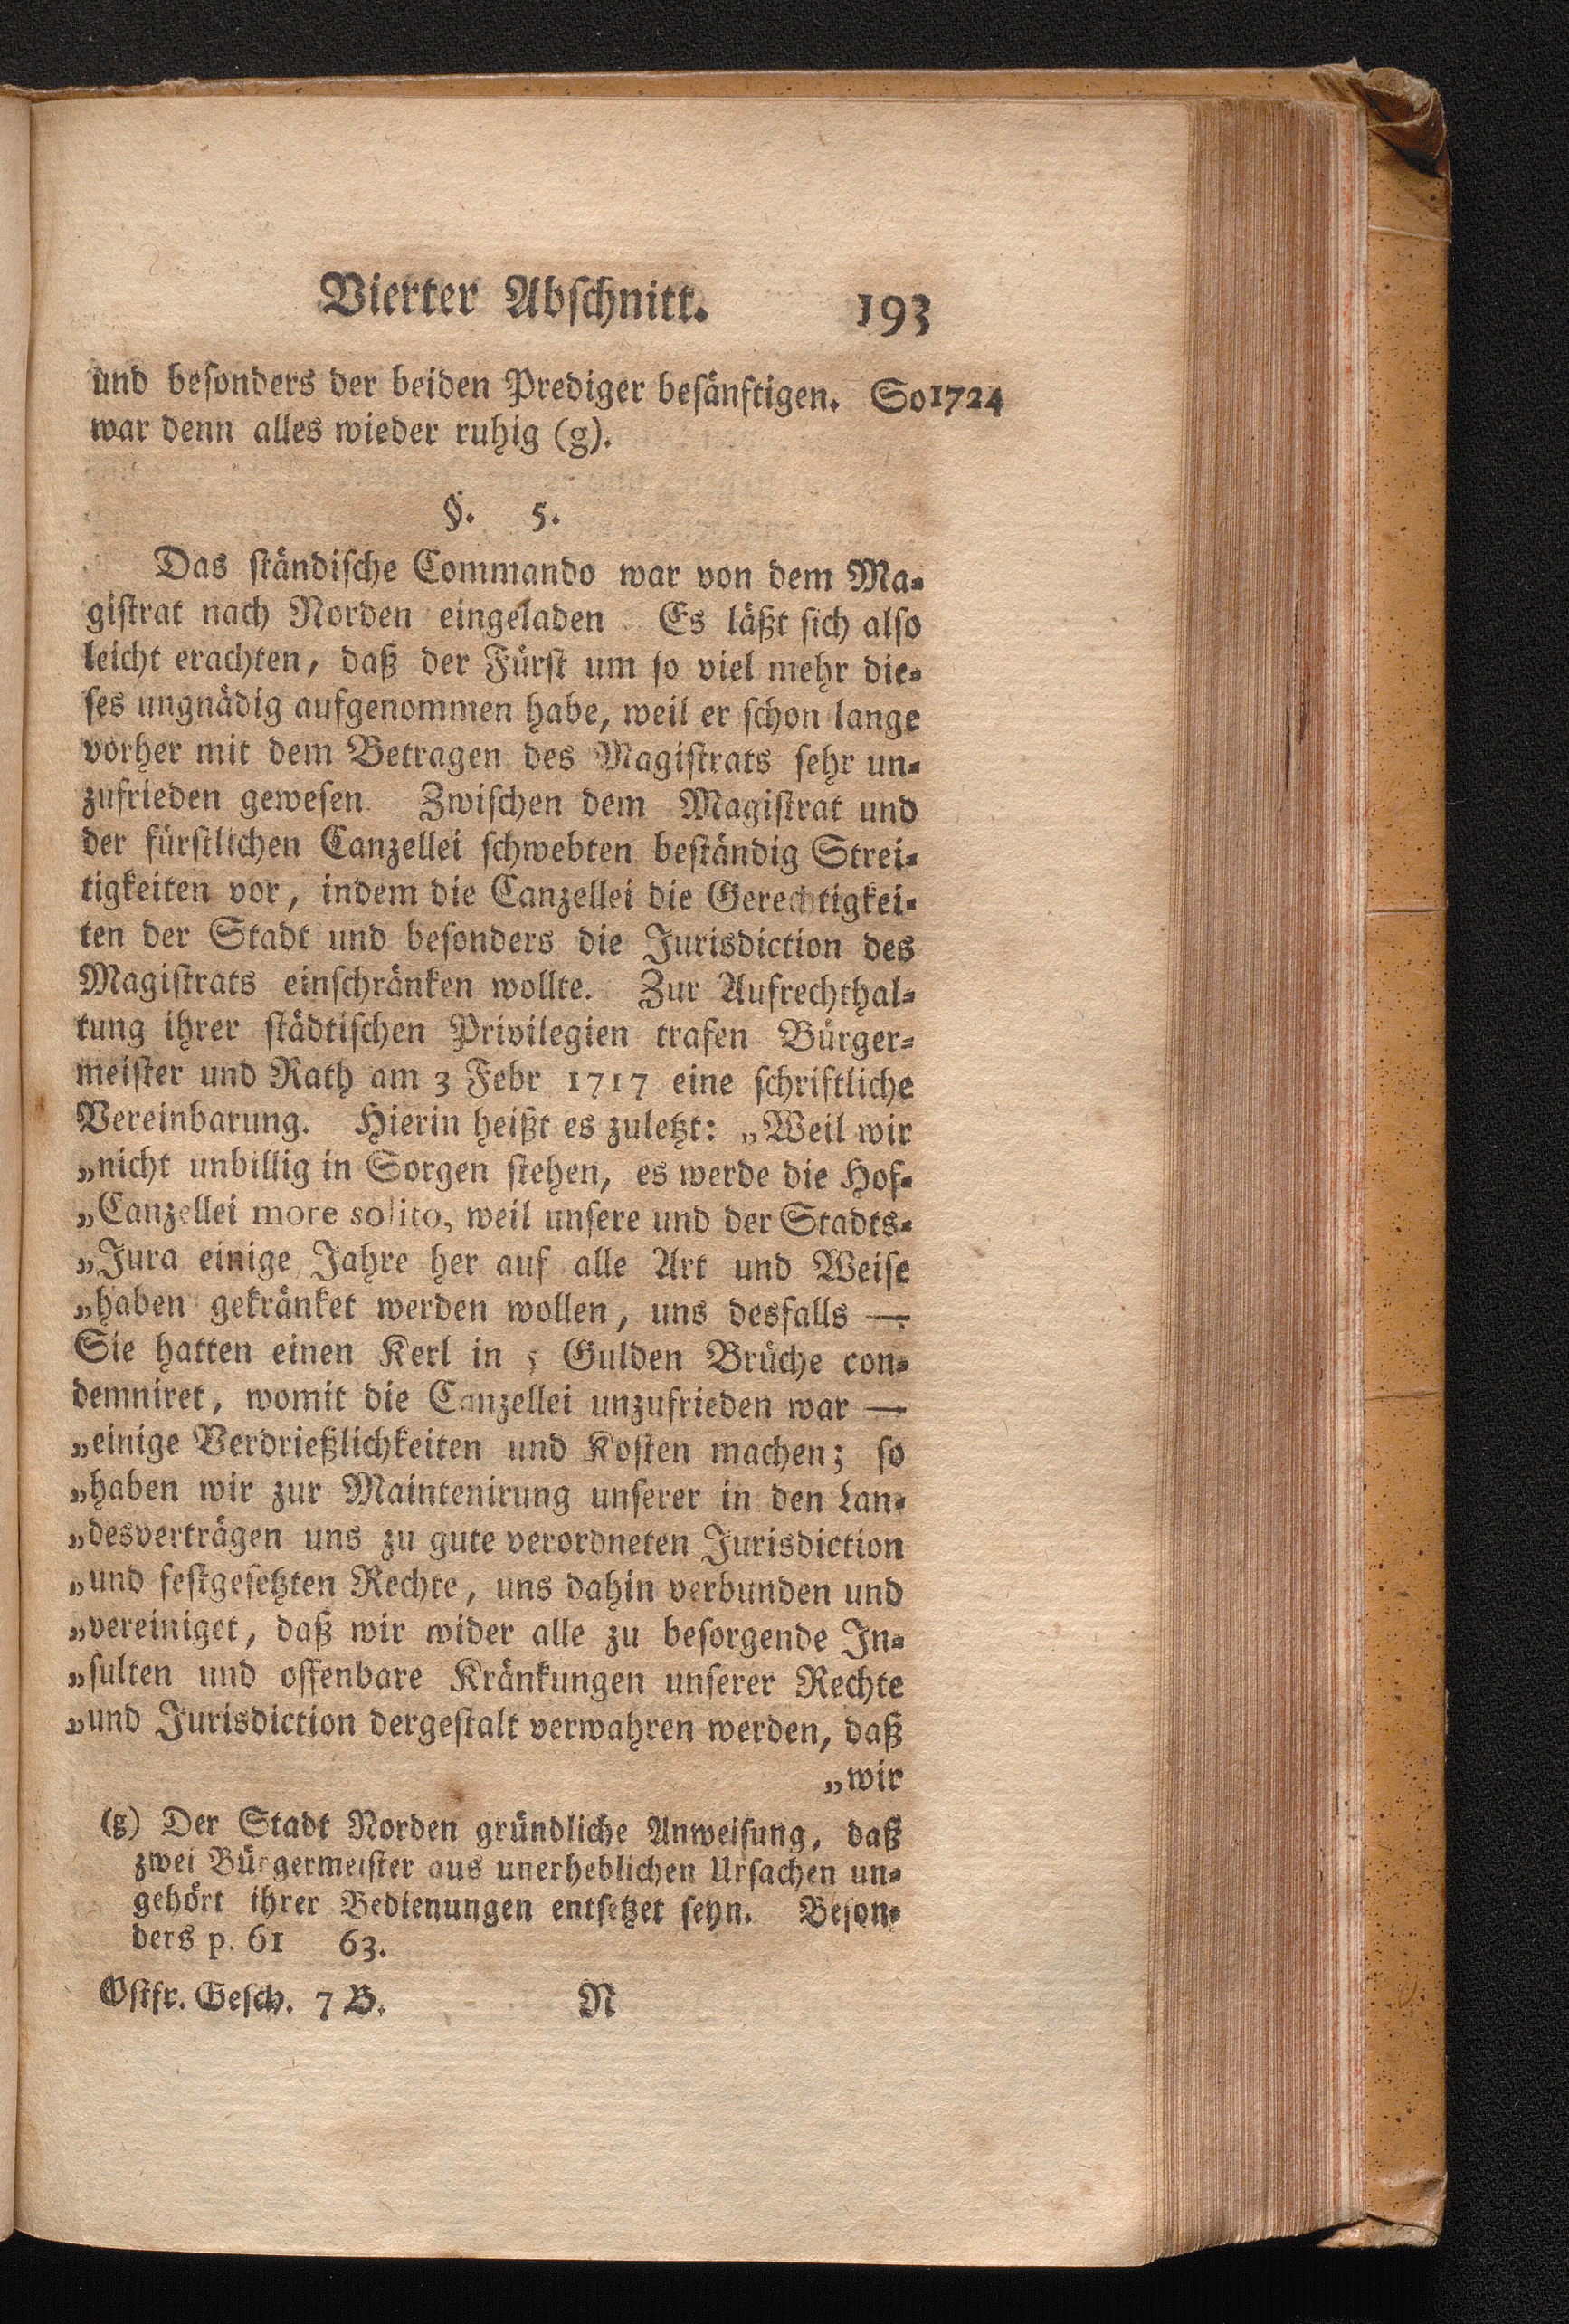 Vierter Abschnitt. 193
und besonders der beiden Prediger besänftigen. So 1724
war denn alles wieder ruhig (g).
§. 5.
Das ständische Commando war von dem Ma-
gistrat nach Norden eingeladen Es läßt sich also
leicht erachten, daß der Fürst um so viel mehr die-
ses ungnädig aufgenommen habe, weil er schon lange
vorher mit dem Betragen des Magistrats sehr un-
zufrieden gewesen. Zwischen dem Magistrat und
der fürstlichen Canzellei schwebten beständig Strei-
tigkeiten vor, indem die Canzellei die Gerechtigkei-
ten der Stadt und besonders die Jurisdiction des
Magistrats einschränken wollte. Zur Aufrechthal-
tung ihrer städtischen Privilegien trafen Bürger-
meister und Rath am 3 Febr 1717 eine schriftliche
Vereinbarung. Hierin heißt es zuletzt: „Weil wir
„nicht unbillig in Sorgen stehen, es werde die Hof-
„Canzellei more solito, weil unsere und der Stadts-
„Jura einige Jahre her auf alle Art und Weise
„haben gekränket werden wollen, uns desfalls —
Sie hatten einen Kerl in 5 Gulden Brüche con-
demniret, womit die Canzellei unzufrieden war —
„einige Verdrießlichkeiten und Kosten machen; so
„haben wir zur Maintenirung unserer in den Lan-
„desverträgen uns zu gute verordneten Jurisdiction
„und festgesetzten Rechte, uns dahin verbunden und
„vereiniget, daß wir wider alle zu besorgende In-
„sulten und offenbare Kränkungen unserer Rechte
„und Jurisdiction dergestalt verwahren werden, daß
„wir
(g) Der Stadt Norden gründliche Anweisung, daß
zwei Bürgermeister aus unerheblichen Ursachen un-
gehört ihrer Bedienungen entsetzet seyn. Beson-
ders p. 61 63.
Ostfr. Gesch. 7 B. N